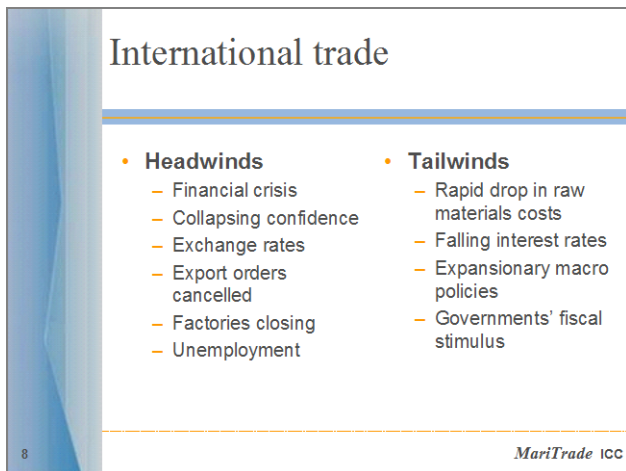 International trade
• Headwinds
– Financial crisis
– Collapsing confidence
– Exchange rates
– Export orders
cancelled
– Factories closing
– Unemployment
• Tailwinds
– Rapid drop in raw
materials costs
– Falling interest rates
– Expansionary macro
policies
– Governments’ fiscal
stimulus
8
MariTrade ICC